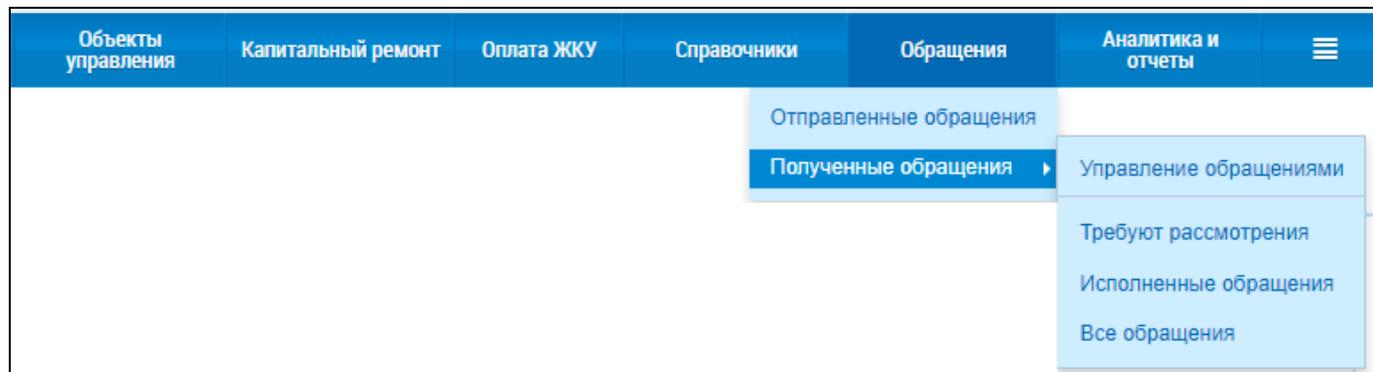 Объекты
управления
Капитальный ремонт
Оплата ЖКУ
Справочники
Обращения
Аналитика и
отчеты
Отправленные обращения
Полученные обращения
Управление обращениями
Требуют рассмотрения
Исполненные обращения
Все обращения